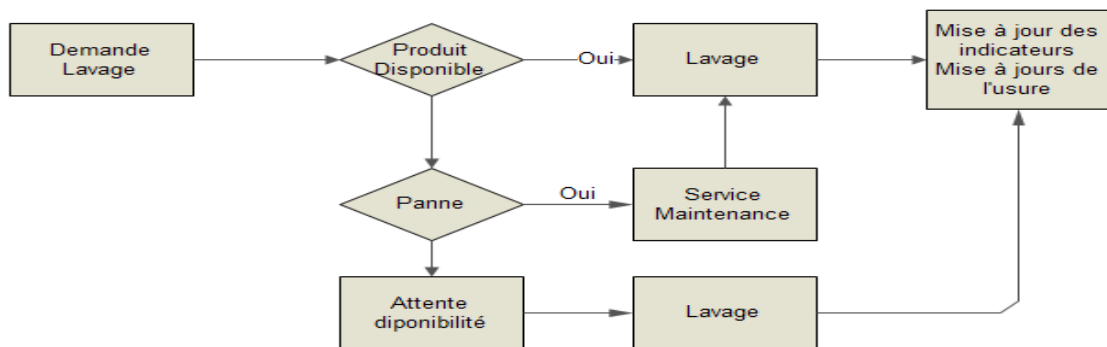 Demande
Lavage
Produit
Disponible
Oui
Lavage
Mise à jour des
indicateurs
Mise à jours de
l'usure
Panne
Oui
Service
Maintenance
Attente
diponibilité
Lavage